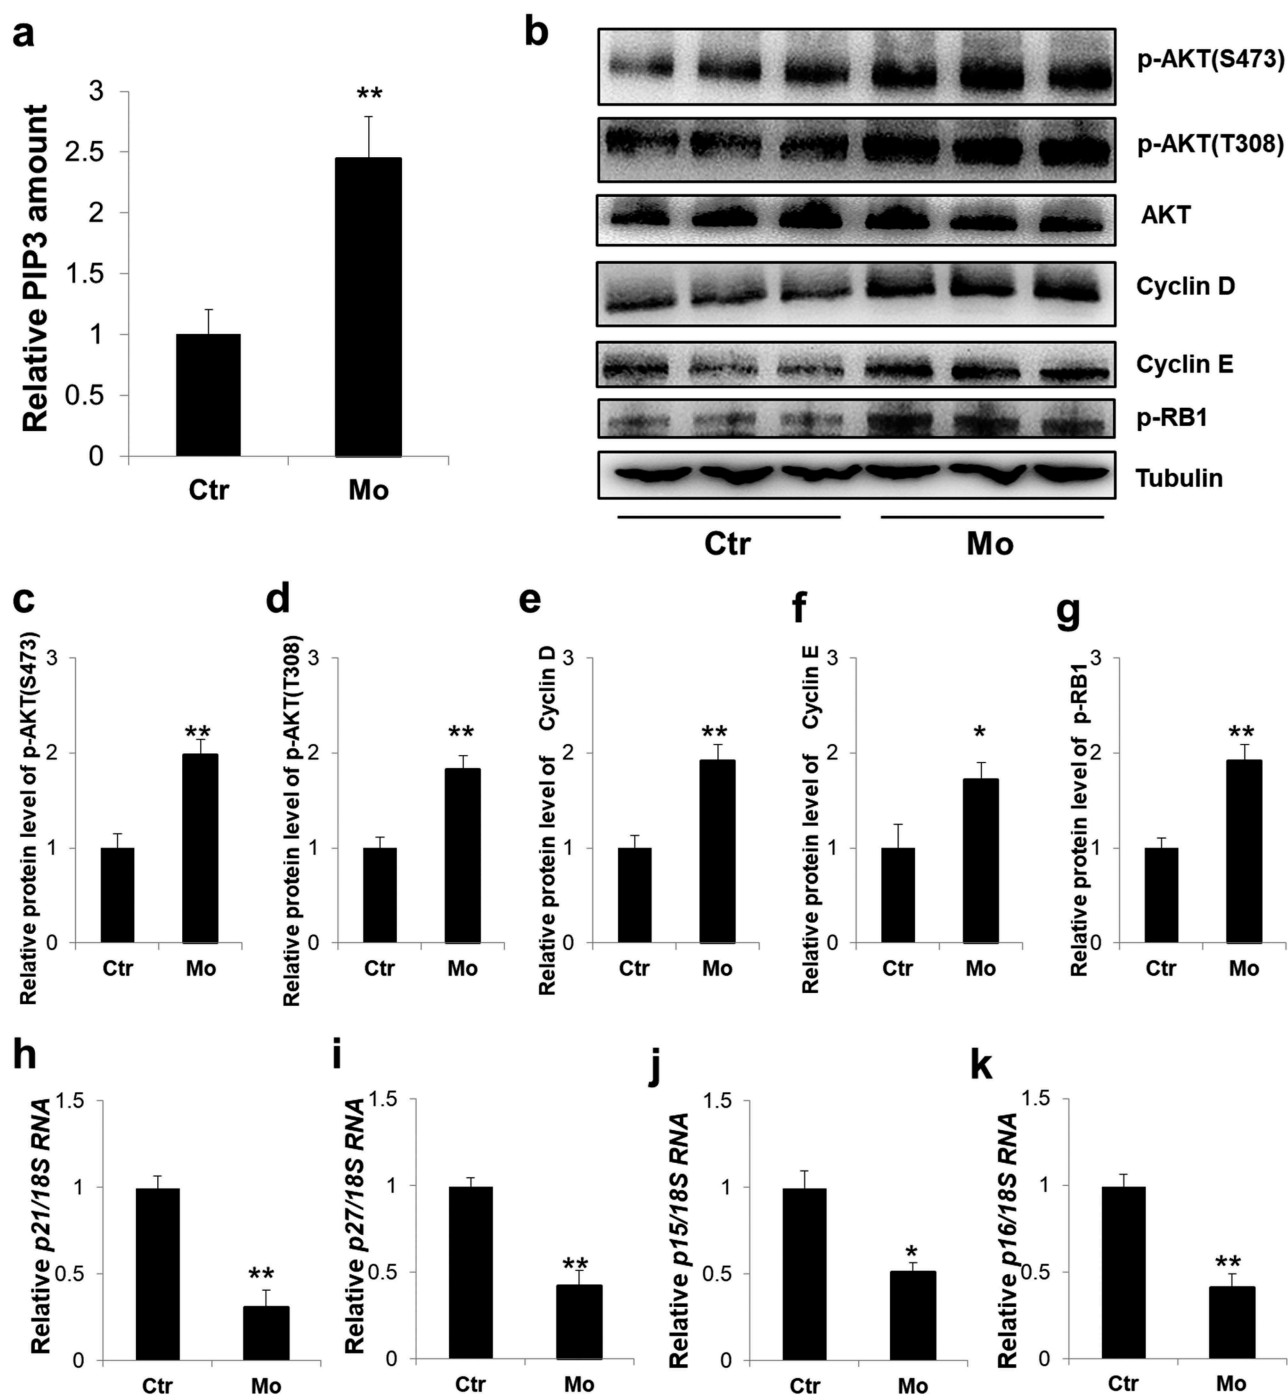 a
Relative PIP3 amount
3
2.5
2
1.5
1
0.5
0
**
Ctr
Mo
b
p-AKT(S473)
p-AKT(T308)
AKT
Cyclin D
Cyclin E
p-RB1
Tubulin
Ctr
Mo
c
Relative protein level of p-AKT(S473)
3
2
1
0
**
Ctr
Mo
d
Relative protein level of p-AKT(T308)
3
2
1
0
**
Ctr
Mo
e
Relative protein level of Cyclin D
3
2
1
0
**
Ctr
Mo
f
Relative protein level of Cyclin E
3
2
1
0
*
Ctr
Mo
g
Relative protein level of p-RB1
3
2
1
0
**
Ctr
Mo
h
Relative p21/18S RNA
1.5
1
0.5
0
**
Ctr
Mo
i
Relative p27/18S RNA
1.5
1
0.5
0
**
Ctr
Mo
j
Relative p15/18S RNA
1.5
1
0.5
0
*
Ctr
Mo
k
Relative p16/18S RNA
1.5
1
0.5
0
**
Ctr
Mo